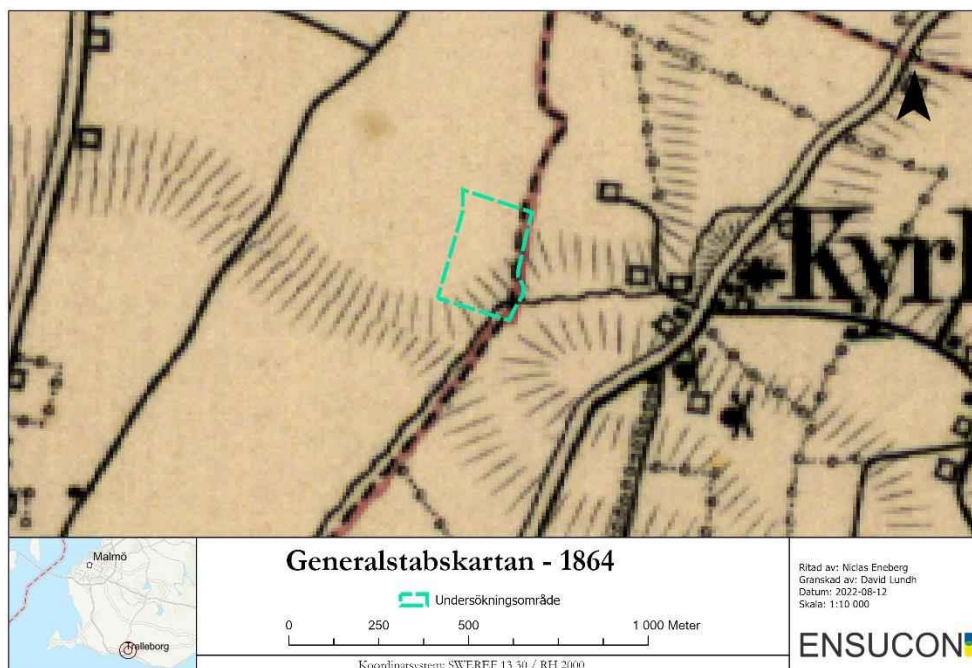 Kyrk
Malmö
Trelleborg
Generalstabskartan - 1864
Undersökningsområde
0 250 500 1 000 Meter
Koordinatsystem: SWEREF 13 30 / RH 2000
Ritad av: Niclas Eneberg
Granskad av: David Lundh
Datum: 2022-08-12
Skala: 1:10 000
ENSUCON